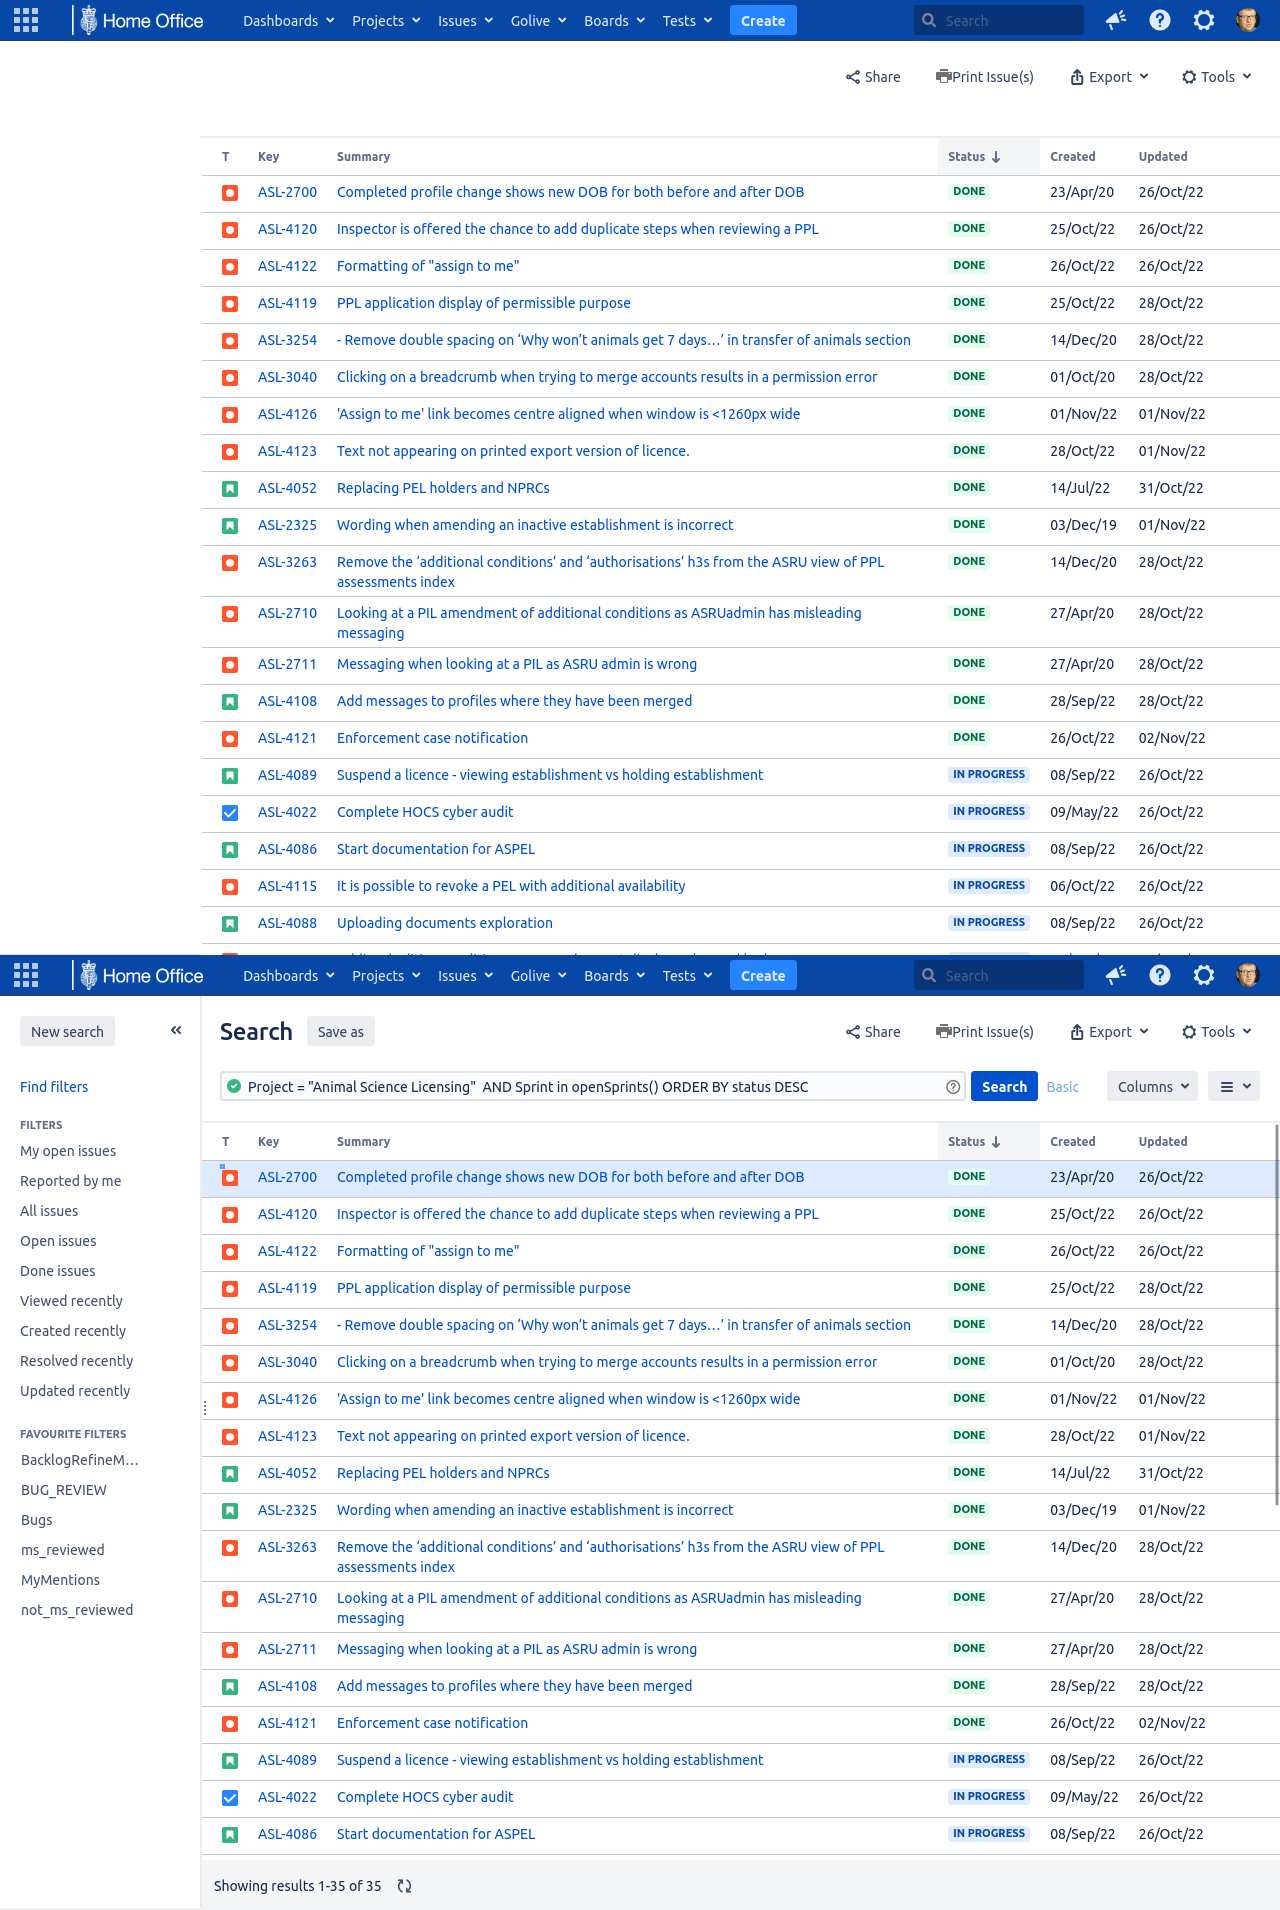 Home Office Dashboards Projects Issues Golive Boards Tests Create Search
Share Print Issue(s) Export Tools
T Key Summary Status Created Updated
ASL-2700 Completed profile change shows new DOB for both before and after DOB DONE 23/Apr/20 26/Oct/22
ASL-4120 Inspector is offered the chance to add duplicate steps when reviewing a PPL DONE 25/Oct/22 26/Oct/22
ASL-4122 Formatting of "assign to me" DONE 26/Oct/22 26/Oct/22
ASL-4119 PPL application display of permissible purpose DONE 25/Oct/22 28/Oct/22
ASL-3254 - Remove double spacing on ‘Why won’t animals get 7 days…’ in transfer of animals section DONE 14/Dec/20 28/Oct/22
ASL-3040 Clicking on a breadcrumb when trying to merge accounts results in a permission error DONE 01/Oct/20 28/Oct/22
ASL-4126 'Assign to me' link becomes centre aligned when window is <1260px wide DONE 01/Nov/22 01/Nov/22
ASL-4123 Text not appearing on printed export version of licence. DONE 28/Oct/22 01/Nov/22
ASL-4052 Replacing PEL holders and NPRCs DONE 14/Jul/22 31/Oct/22
ASL-2325 Wording when amending an inactive establishment is incorrect DONE 03/Dec/19 01/Nov/22
ASL-3263 Remove the ‘additional conditions’ and ‘authorisations’ h3s from the ASRU view of PPL DONE 14/Dec/20 28/Oct/22
assessments index
ASL-2710 Looking at a PIL amendment of additional conditions as ASRUadmin has misleading DONE 27/Apr/20 28/Oct/22
messaging
ASL-2711 Messaging when looking at a PIL as ASRU admin is wrong DONE 27/Apr/20 28/Oct/22
ASL-4108 Add messages to profiles where they have been merged DONE 28/Sep/22 28/Oct/22
ASL-4121 Enforcement case notification DONE 26/Oct/22 02/Nov/22
ASL-4089 Suspend a licence - viewing establishment vs holding establishment IN PROGRESS 08/Sep/22 26/Oct/22
ASL-4022 Complete HOCS cyber audit IN PROGRESS 09/May/22 26/Oct/22
ASL-4086 Start documentation for ASPEL IN PROGRESS 08/Sep/22 26/Oct/22
ASL-4115 It is possible to revoke a PEL with additional availability IN PROGRESS 06/Oct/22 26/Oct/22
ASL-4088 Uploading documents exploration IN PROGRESS 08/Sep/22 26/Oct/22
Home Office Dashboards Projects Issues Golive Boards Tests Create Search
New search
Find filters
FILTERS
My open issues
Reported by me
All issues
Open issues
Done issues
Viewed recently
Created recently
Resolved recently
Updated recently
FAVOURITE FILTERS
BacklogRefineM…
BUG_REVIEW
Bugs
ms_reviewed
MyMentions
not_ms_reviewed
Search Save as Share Print Issue(s) Export Tools
Project = "Animal Science Licensing" AND Sprint in openSprints() ORDER BY status DESC Search Basic Columns
T Key Summary Status Created Updated
ASL-2700 Completed profile change shows new DOB for both before and after DOB DONE 23/Apr/20 26/Oct/22
ASL-4120 Inspector is offered the chance to add duplicate steps when reviewing a PPL DONE 25/Oct/22 26/Oct/22
ASL-4122 Formatting of "assign to me" DONE 26/Oct/22 26/Oct/22
ASL-4119 PPL application display of permissible purpose DONE 25/Oct/22 28/Oct/22
ASL-3254 - Remove double spacing on ‘Why won’t animals get 7 days…’ in transfer of animals section DONE 14/Dec/20 28/Oct/22
ASL-3040 Clicking on a breadcrumb when trying to merge accounts results in a permission error DONE 01/Oct/20 28/Oct/22
ASL-4126 'Assign to me' link becomes centre aligned when window is <1260px wide DONE 01/Nov/22 01/Nov/22
ASL-4123 Text not appearing on printed export version of licence. DONE 28/Oct/22 01/Nov/22
ASL-4052 Replacing PEL holders and NPRCs DONE 14/Jul/22 31/Oct/22
ASL-2325 Wording when amending an inactive establishment is incorrect DONE 03/Dec/19 01/Nov/22
ASL-3263 Remove the ‘additional conditions’ and ‘authorisations’ h3s from the ASRU view of PPL DONE 14/Dec/20 28/Oct/22
assessments index
ASL-2710 Looking at a PIL amendment of additional conditions as ASRUadmin has misleading DONE 27/Apr/20 28/Oct/22
messaging
ASL-2711 Messaging when looking at a PIL as ASRU admin is wrong DONE 27/Apr/20 28/Oct/22
ASL-4108 Add messages to profiles where they have been merged DONE 28/Sep/22 28/Oct/22
ASL-4121 Enforcement case notification DONE 26/Oct/22 02/Nov/22
ASL-4089 Suspend a licence - viewing establishment vs holding establishment IN PROGRESS 08/Sep/22 26/Oct/22
ASL-4022 Complete HOCS cyber audit IN PROGRESS 09/May/22 26/Oct/22
ASL-4086 Start documentation for ASPEL IN PROGRESS 08/Sep/22 26/Oct/22
Showing results 1-35 of 35